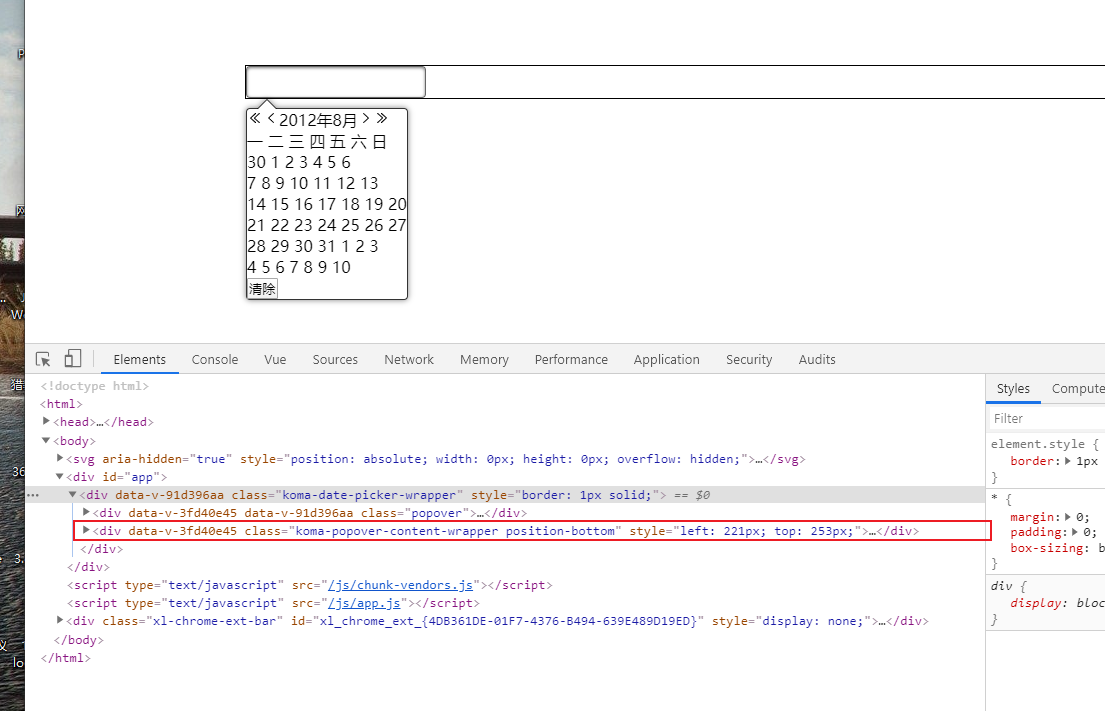 2012年8月
一 二 三 四 五 六 日
30 1 2 3 4 5 6
7 8 9 10 11 12 13
14 15 16 17 18 19 20
21 22 23 24 25 26 27
28 29 30 31 1 2 3
4 5 6 7 8 9 10
清除
Elements Console Vue Sources Network Memory Performance Application Security Audits
<!doctype html>
<html>
<head>…</head>
<body>
<svg aria-hidden="true" style="position: absolute; width: 0px; height: 0px; overflow: hidden;">…</svg>
<div id="app">
<div data-v-91d396aa class="koma-date-picker-wrapper" style="border: 1px solid;"> == $0
<div data-v-3fd40e45 data-v-91d396aa class="popover">…</div>
<div data-v-3fd40e45 class="koma-popover-content-wrapper position-bottom" style="left: 221px; top: 253px;">…</div>
</div>
</div>
<script type="text/javascript" src="/js/chunk-vendors.js"></script>
<script type="text/javascript" src="/js/app.js"></script>
<div class="xl-chrome-ext-bar" id="xl_chrome_ext_{4DB361DE-01F7-4376-B494-639E489D19ED}" style="display: none;">…</div>
</body>
</html>
Styles Compute
Filter
element.style {
border: 1px
}
* {
margin: 0;
padding: 0;
box-sizing: b
}
div {
display: bloc
}